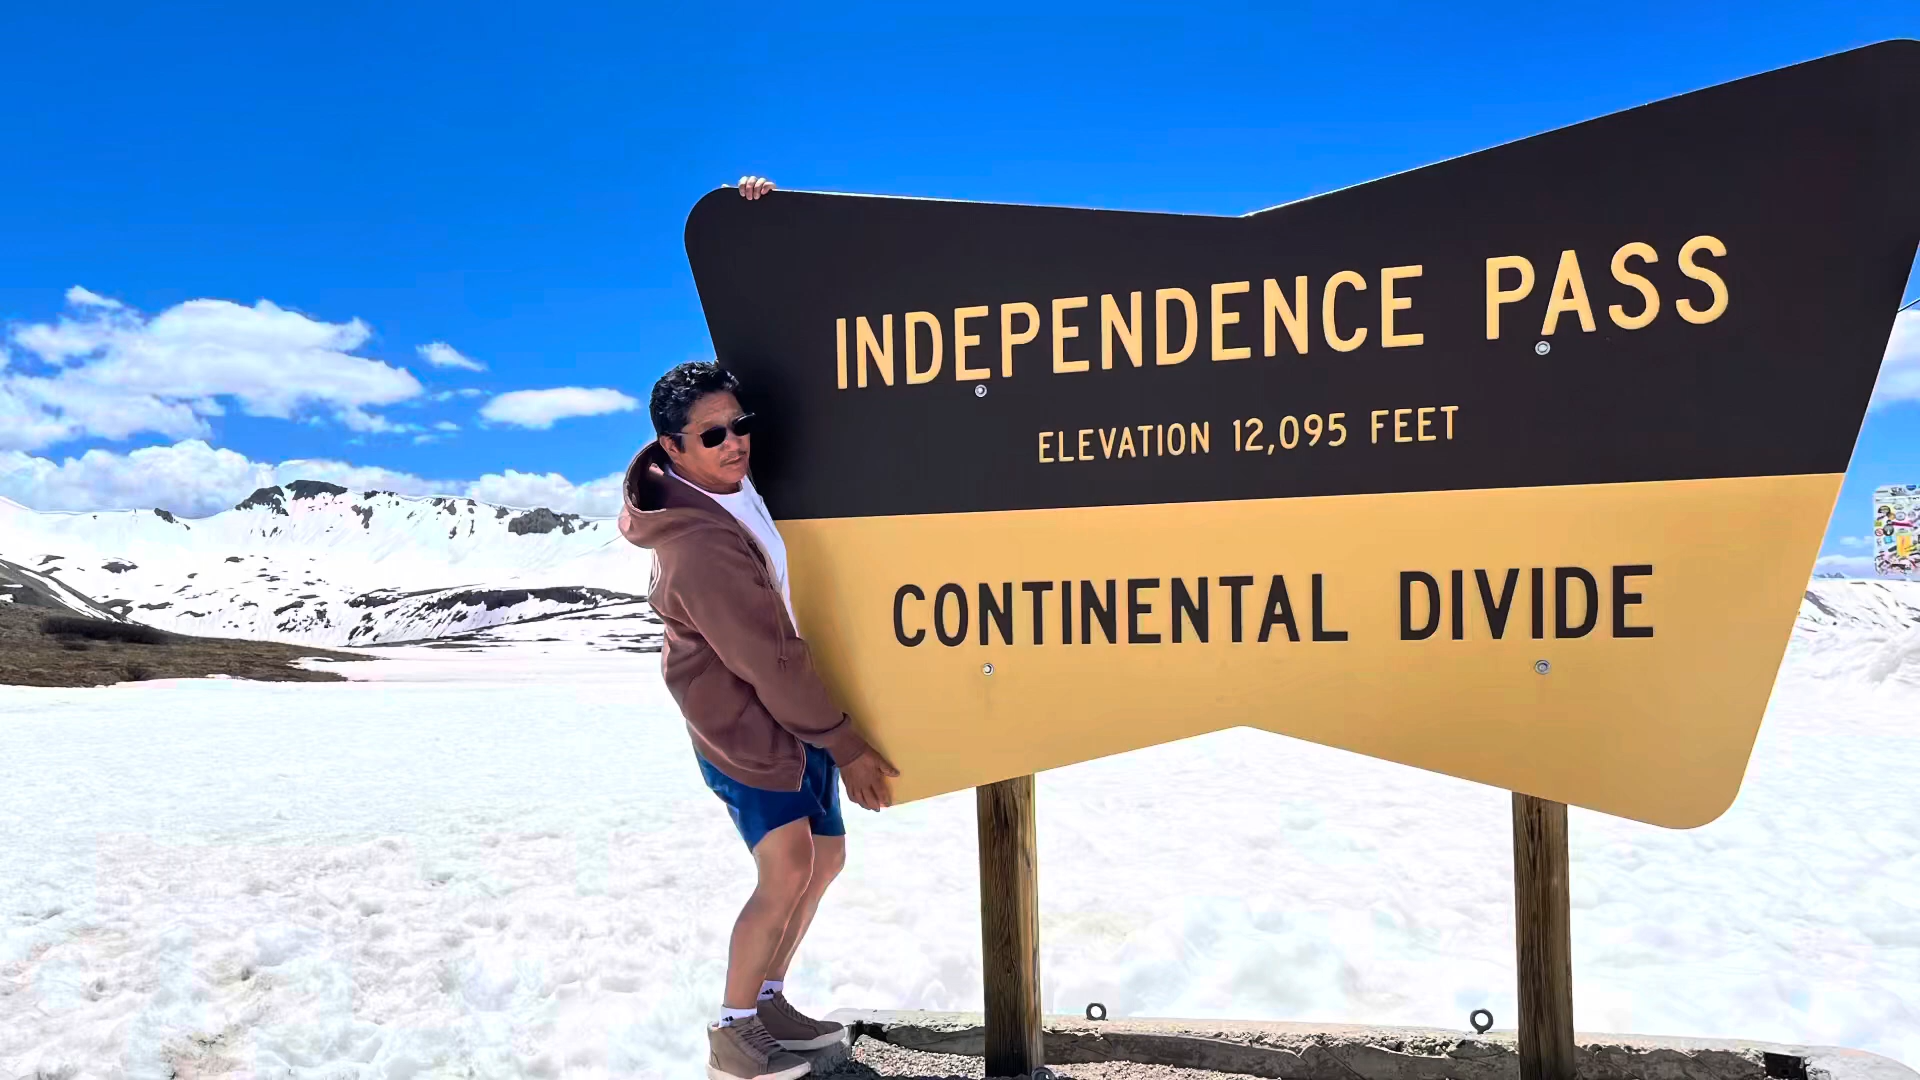 INDEPENDENCE PASS
ELEVATION 12,095 FEET
CONTINENTAL DIVIDE